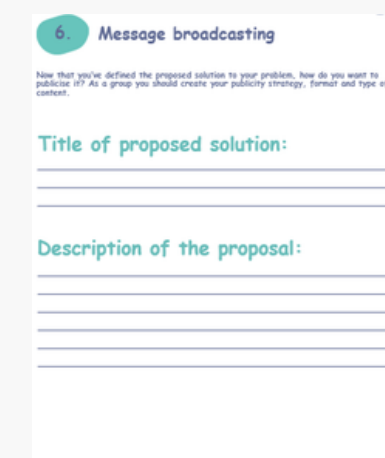 6. Message broadcasting
Now that you've defined the proposed solution to your problem, how do you want to
publicise it? As a group you should create your publicity strategy, format and type of
content.
Title of proposed solution:
Description of the proposal: